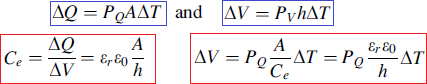 ΔQ = P_Q AΔT and ΔV = P_V hΔT
C_e = ΔQ/ΔV = ε_r ε_0 A/h    ΔV = P_Q A/C_e ΔT = P_Q ε_r ε_0/h ΔT